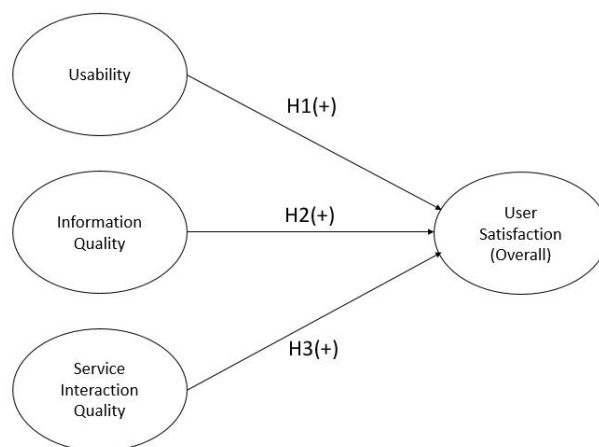 Usability
H1(+)
Information
Quality
H2(+)
User
Satisfaction
(Overall)
H3(+)
Service
Interaction
Quality